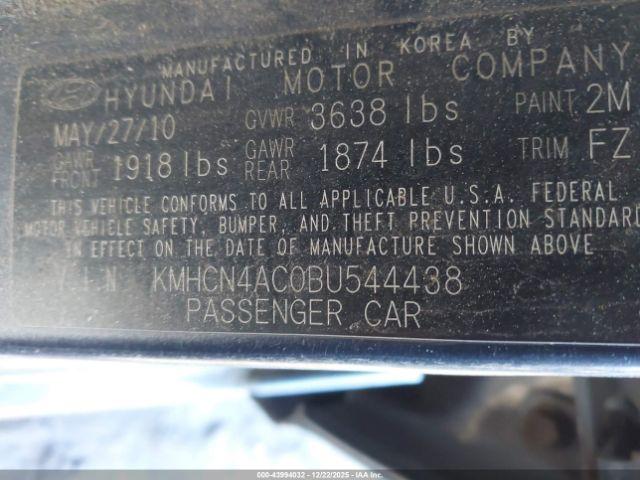 MANUFACTURED IN KOREA BY
HYUNDAI MOTOR COMPANY
MAY/27/10 GVWR 3638 lbs PAINT 2M
GAWR FRONT 1918 lbs GAWR REAR 1874 lbs TRIM FZ
THIS VEHICLE CONFORMS TO ALL APPLICABLE U.S.A. FEDERAL
MOTOR VEHICLE SAFETY, BUMPER, AND THEFT PREVENTION STANDARD
IN EFFECT ON THE DATE OF MANUFACTURE SHOWN ABOVE
V.I.N KMHCN4AC0BU544438
PASSENGER CAR
000-43994032 - 12/22/2025 - IAAI.COM